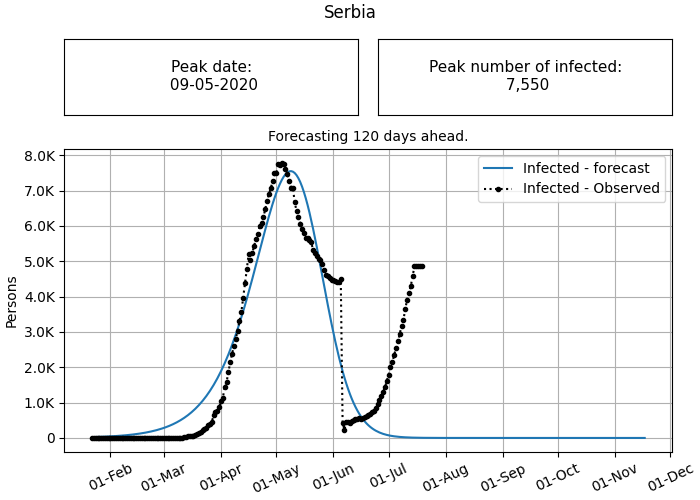 Serbia
Peak date:
09-05-2020
Peak number of infected:
7,550
Forecasting 120 days ahead.
Infected - forecast
Infected - Observed
Persons
8.0K
7.0K
6.0K
5.0K
4.0K
3.0K
2.0K
1.0K
0
01-Feb
01-Mar
01-Apr
01-May
01-Jun
01-Jul
01-Aug
01-Sep
01-Oct
01-Nov
01-Dec